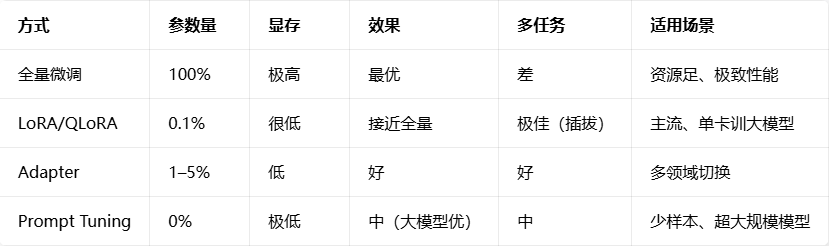 方式 参数量 显存 效果 多任务 适用场景
全量微调 100% 极高 最优 差 资源足、极致性能
LoRA/QLoRA 0.1% 很低 接近全量 极佳（插拔） 主流、单卡训大模型
Adapter 1–5% 低 好 好 多领域切换
Prompt Tuning 0% 极低 中（大模型优） 中 少样本、超大规模模型